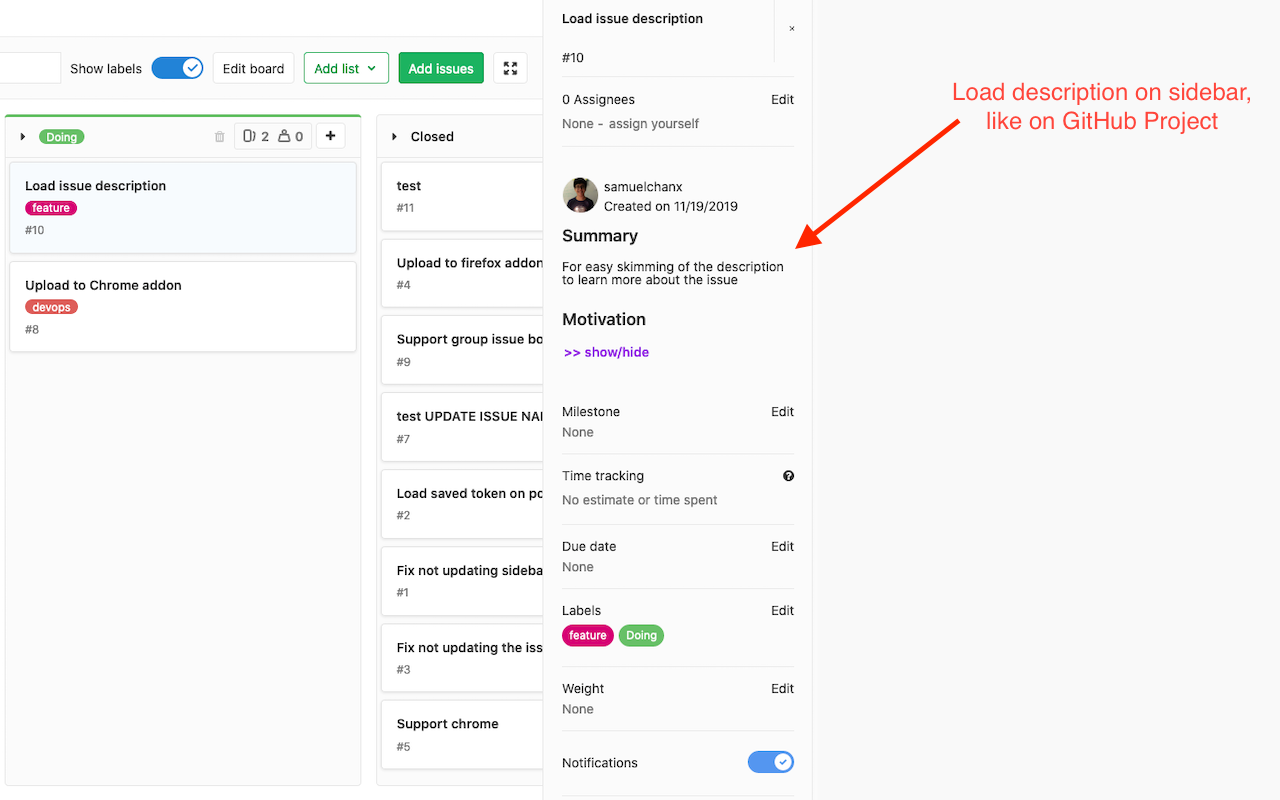 Show labels
Edit board
Add list
Add issues
Doing
2
0
+
Load issue description
feature
#10
Upload to Chrome addon
devops
#8
Closed
test
#11
Upload to firefox addon
#4
Support group issue bo
#9
test UPDATE ISSUE NA
#7
Load saved token on po
#2
Fix not updating sideba
#1
Fix not updating the iss
#3
Support chrome
#5
Load issue description
×
#10
0 Assignees Edit
None - assign yourself
samuelchanx
Created on 11/19/2019
Summary
For easy skimming of the description
to learn more about the issue
Motivation
>> show/hide
Milestone Edit
None
Time tracking ?
No estimate or time spent
Due date Edit
None
Labels Edit
feature Doing
Weight Edit
None
Notifications
Load description on sidebar,
like on GitHub Project